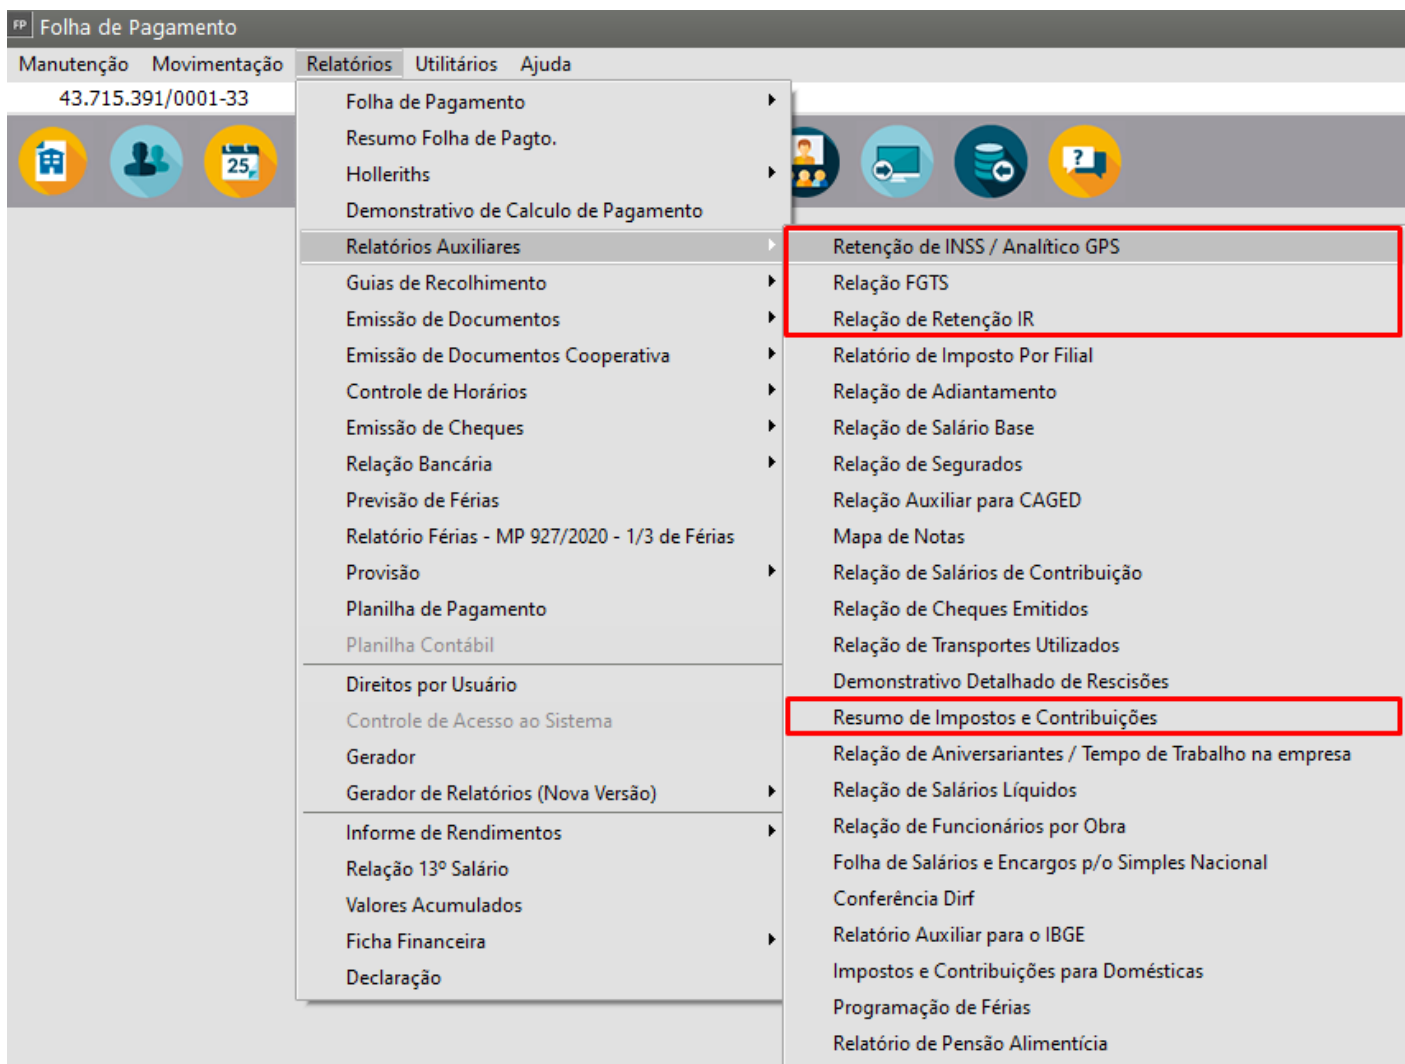 FP Folha de Pagamento
Manutenção Movimentação Relatórios Utilitários Ajuda
43.715.391/0001-33
25
?
Folha de Pagamento
Resumo Folha de Pagto.
Holleriths
Demonstrativo de Calculo de Pagamento
Relatórios Auxiliares
Guias de Recolhimento
Emissão de Documentos
Emissão de Documentos Cooperativa
Controle de Horários
Emissão de Cheques
Relação Bancária
Previsão de Férias
Relatório Férias - MP 927/2020 - 1/3 de Férias
Provisão
Planilha de Pagamento
Planilha Contábil
Direitos por Usuário
Controle de Acesso ao Sistema
Gerador
Gerador de Relatórios (Nova Versão)
Informe de Rendimentos
Relação 13º Salário
Valores Acumulados
Ficha Financeira
Declaração
Retenção de INSS / Analítico GPS
Relação FGTS
Relação de Retenção IR
Relatório de Imposto Por Filial
Relação de Adiantamento
Relação de Salário Base
Relação de Segurados
Relação Auxiliar para CAGED
Mapa de Notas
Relação de Salários de Contribuição
Relação de Cheques Emitidos
Relação de Transportes Utilizados
Demonstrativo Detalhado de Rescisões
Resumo de Impostos e Contribuições
Relação de Aniversariantes / Tempo de Trabalho na empresa
Relação de Salários Líquidos
Relação de Funcionários por Obra
Folha de Salários e Encargos p/o Simples Nacional
Conferência Dirf
Relatório Auxiliar para o IBGE
Impostos e Contribuições para Domésticas
Programação de Férias
Relatório de Pensão Alimentícia